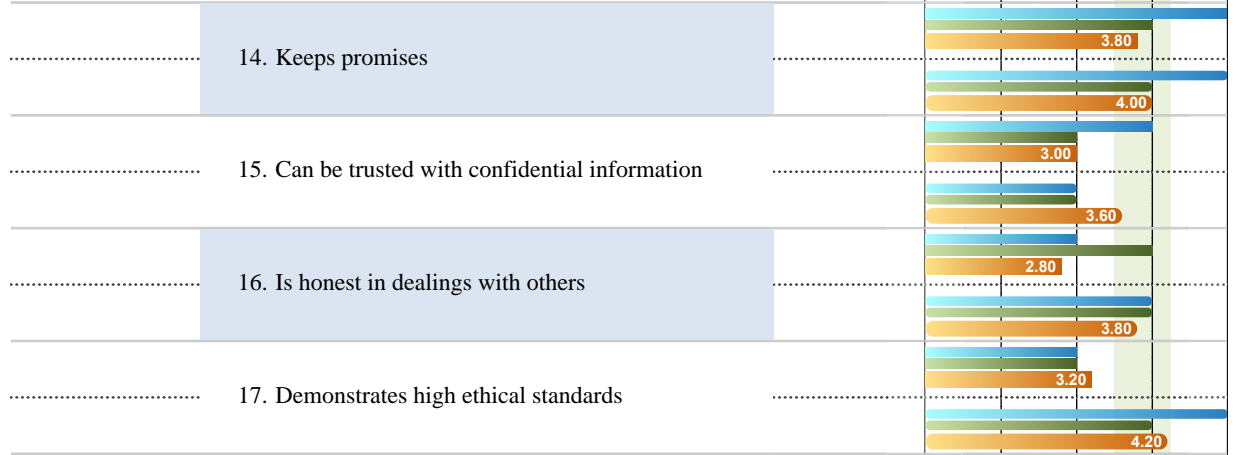 14. Keeps promises
3.80
4.00
15. Can be trusted with confidential information
3.00
3.60
16. Is honest in dealings with others
2.80
3.80
17. Demonstrates high ethical standards
3.20
4.20